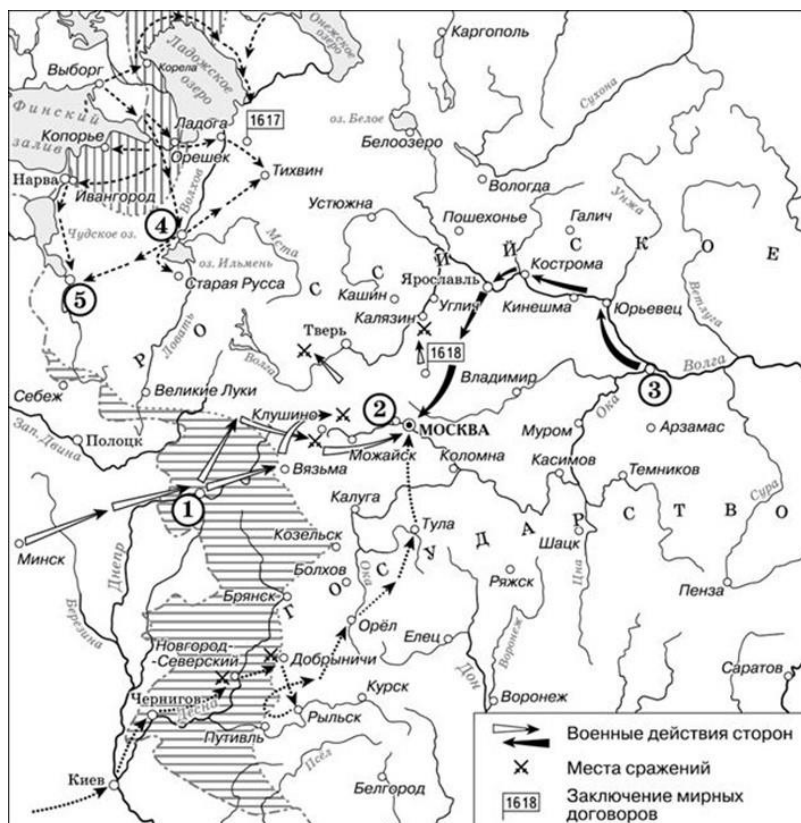 Каргополь
Онежское
озеро
Ладожское
озеро
Корела
Выборг
Финский
залив
Сухона
оз. Белое
Белоозеро
1617
Ладога
Копорье
Орешек
Тихвин
Вологда
Унжа
Нарва
Ивангород
Волхов
Устюжна
Пошехонье
Галич
4
Чудское оз.
Мста
оз. Ильмень
Старая Русса
5
Ярославль
Кострома
Кашин
Углич
Калязин
Кинешма
Юрьевец
Ветлуга
РОССИЙСКОЕ
Ловать
Тверь
Волга
1618
Владимир
3
Волга
Себеж
Великие Луки
Клушино
2
МОСКВА
Ока
Зап. Двина
Полоцк
Можайск
Муром
Арзамас
Вязьма
Коломна
Касимов
Темников
1
Калуга
Минск
Тула
Сура
Днепр
Козельск
ГОСУДАРСТВО
Шацк
Цна
Березина
Болхов
Ока
Ряжск
Пенза
Брянск
Орёл
Елец
Воронеж
Новгород-
-Северский
Добрыничи
Дон
Саратов
Чернигов
Десна
Курск
Рыльск
Воронеж
Путивль
Псёл
Киев
Белгород
Военные действия сторон
Места сражений
1618
Заключение мирных
договоров